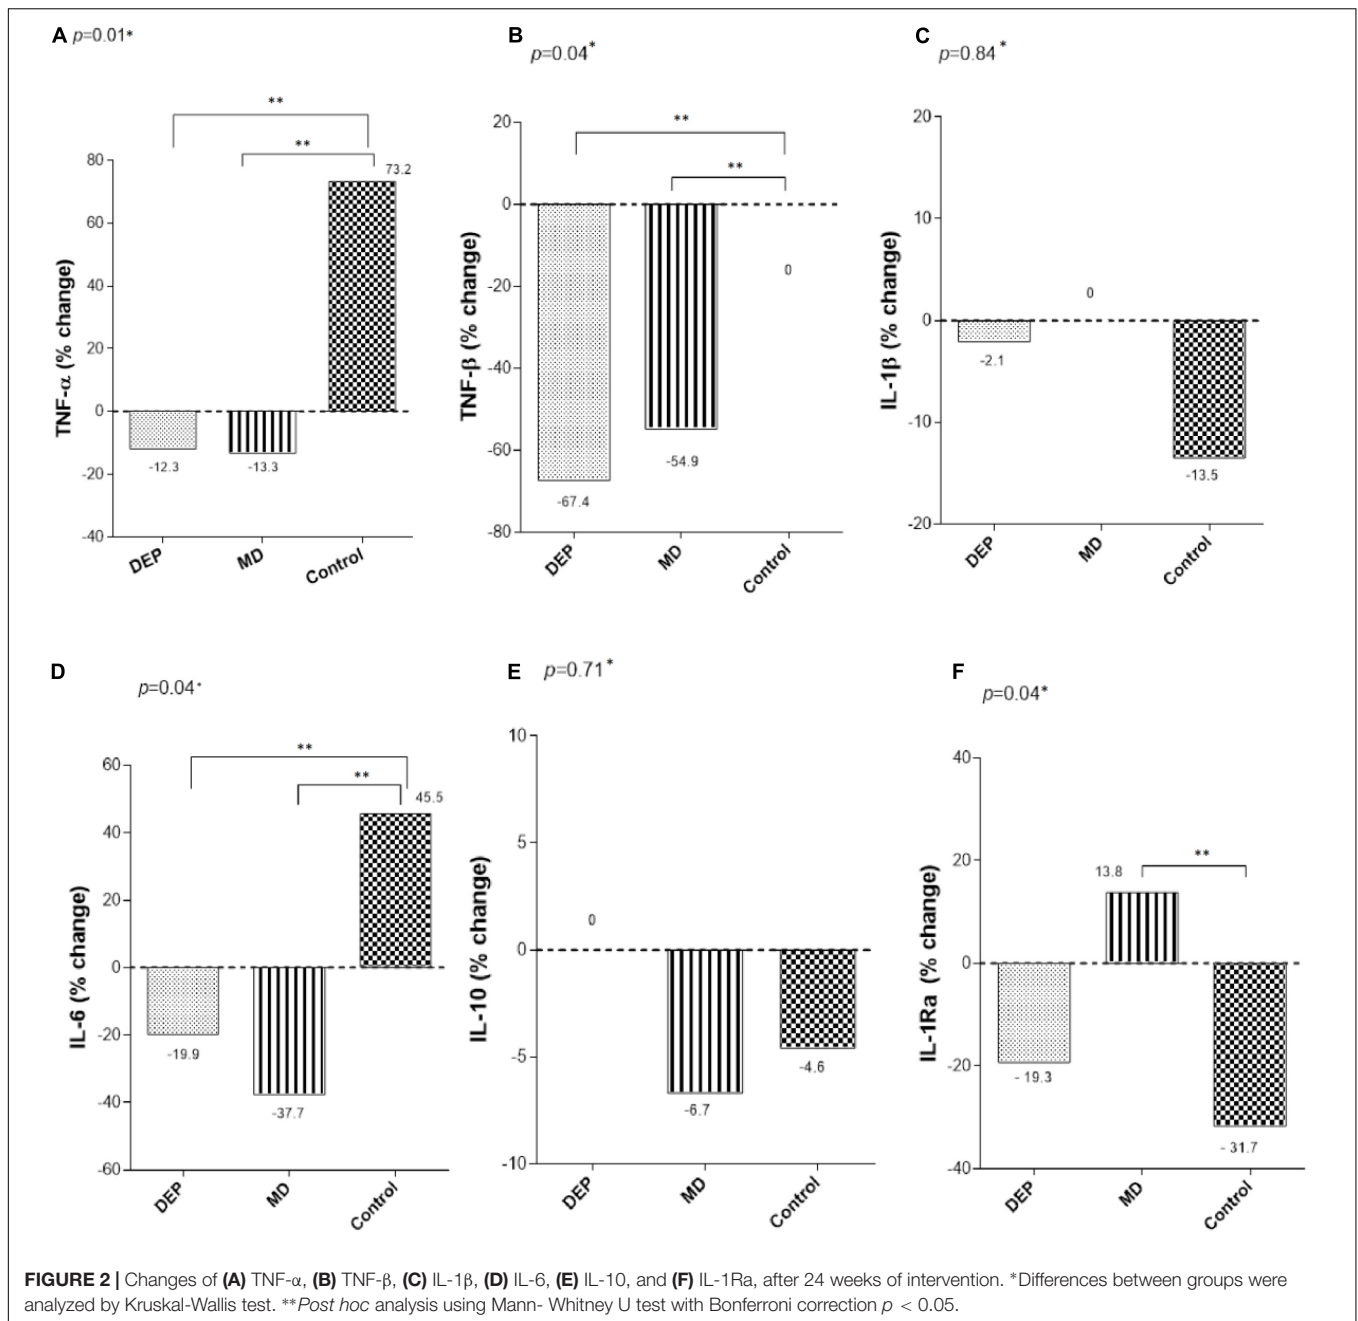 A p=0.01*
**
**
73.2
80
60
40
20
0
-20
-40
TNF-α (% change)
-12.3
-13.3
DEP
MD
Control
B
p=0.04*
**
**
20
0
-20
-40
-60
-80
TNF-β (% change)
0
-54.9
-67.4
DEP
MD
Control
C
p=0.84*
20
10
0
-10
-20
IL-1β (% change)
0
-2.1
-13.5
DEP
MD
Control
D
p=0.04*
**
**
45.5
60
40
20
0
-20
-40
-60
IL-6 (% change)
-19.9
-37.7
DEP
MD
Control
E
p=0.71*
10
5
0
-5
-10
IL-10 (% change)
0
-6.7
-4.6
DEP
MD
Control
F
p=0.04*
**
13.8
40
20
0
-20
-40
IL-1Ra (% change)
- 19.3
- 31.7
DEP
MD
Control
FIGURE 2 | Changes of (A) TNF-α, (B) TNF-β, (C) IL-1β, (D) IL-6, (E) IL-10, and (F) IL-1Ra, after 24 weeks of intervention. *Differences between groups were
analyzed by Kruskal-Wallis test. **Post hoc analysis using Mann- Whitney U test with Bonferroni correction p < 0.05.